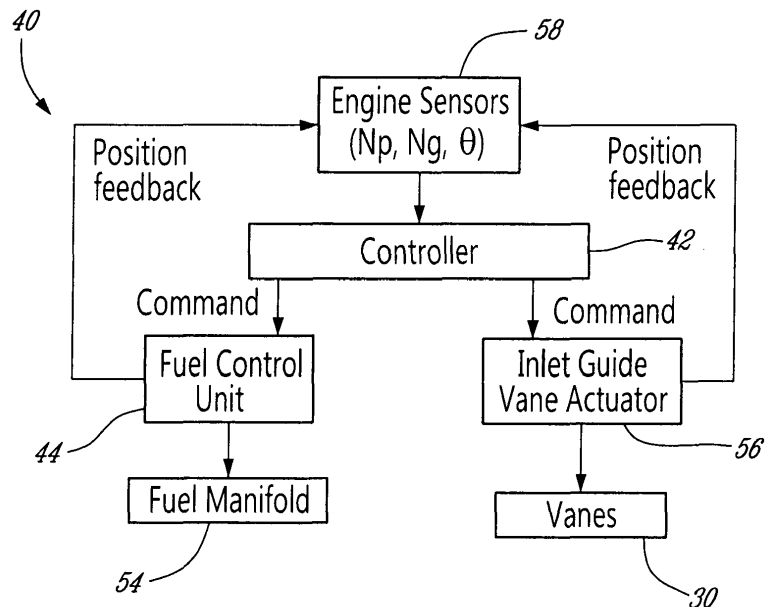 40
58
Engine Sensors
(Np, Ng, θ)
Position
feedback
Position
feedback
Controller
42
Command
Command
Fuel Control
Unit
Inlet Guide
Vane Actuator
44
56
Fuel Manifold
Vanes
54
30